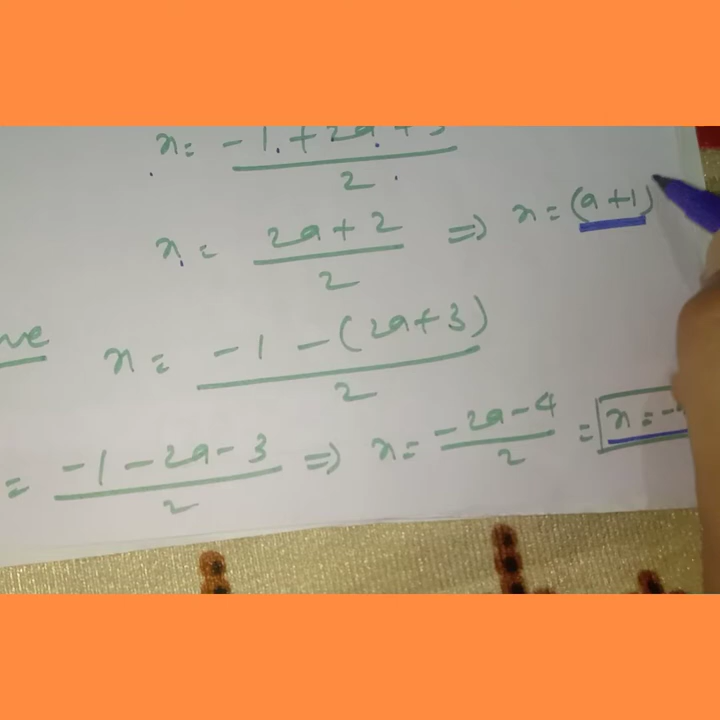 x = -1 + 2a + 3 / 2
x = 2a + 2 / 2 ⇒ x = (a+1)
ve
x = -1 - (2a+3) / 2
= -1 - 2a - 3 / 2 ⇒ x = -2a - 4 / 2 = x = -